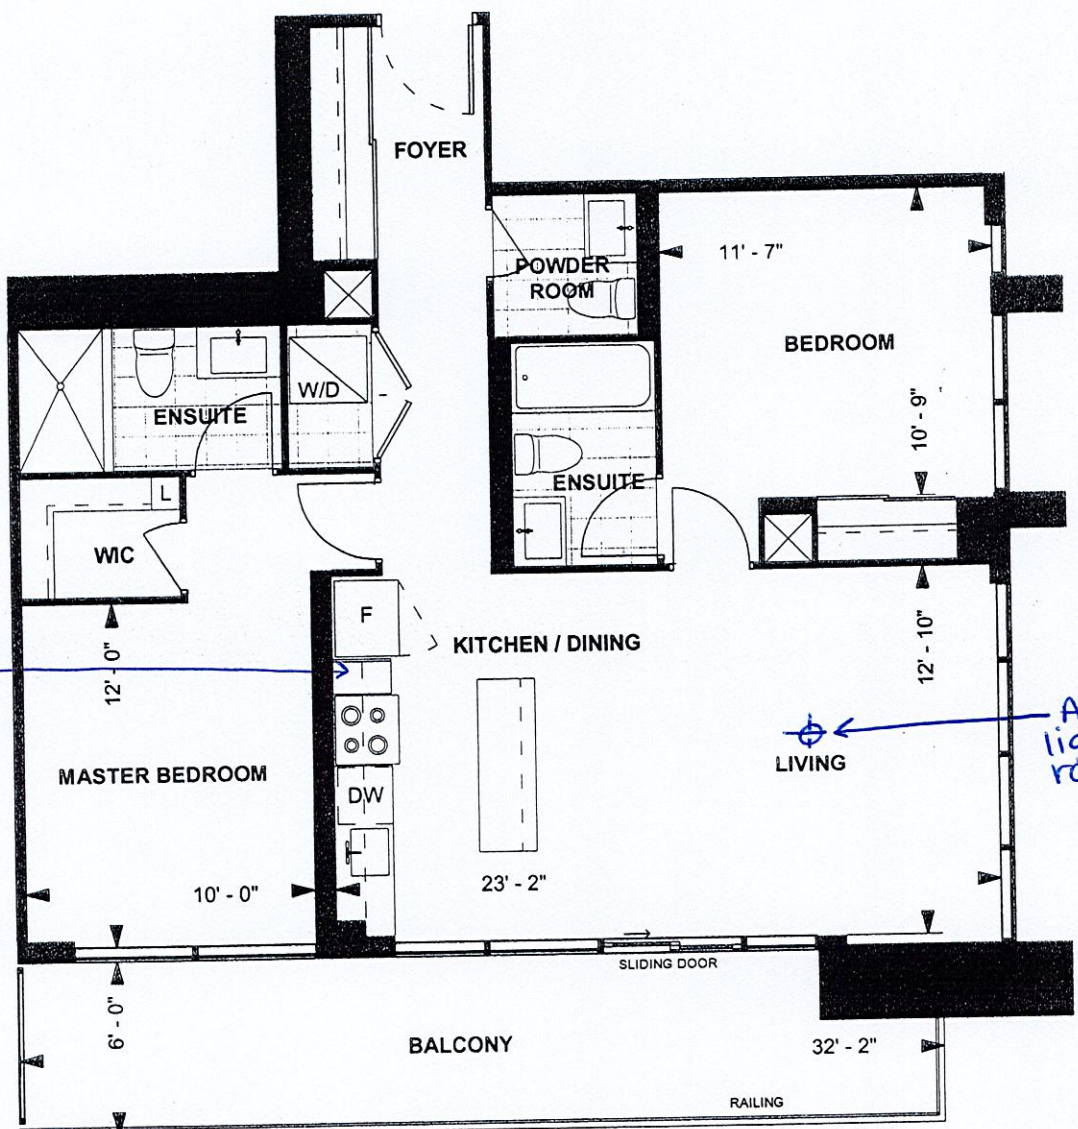 FOYER
POWDER
ROOM
11' - 7"
BEDROOM
10' - 9"
W/D
ENSUITE
ENSUITE
L
WIC
F
KITCHEN / DINING
12' - 0"
12' - 10"
A
LIVING
MASTER BEDROOM
DW
10' - 0"
23' - 2"
SLIDING DOOR
6' - 0"
BALCONY
32' - 2"
RAILING